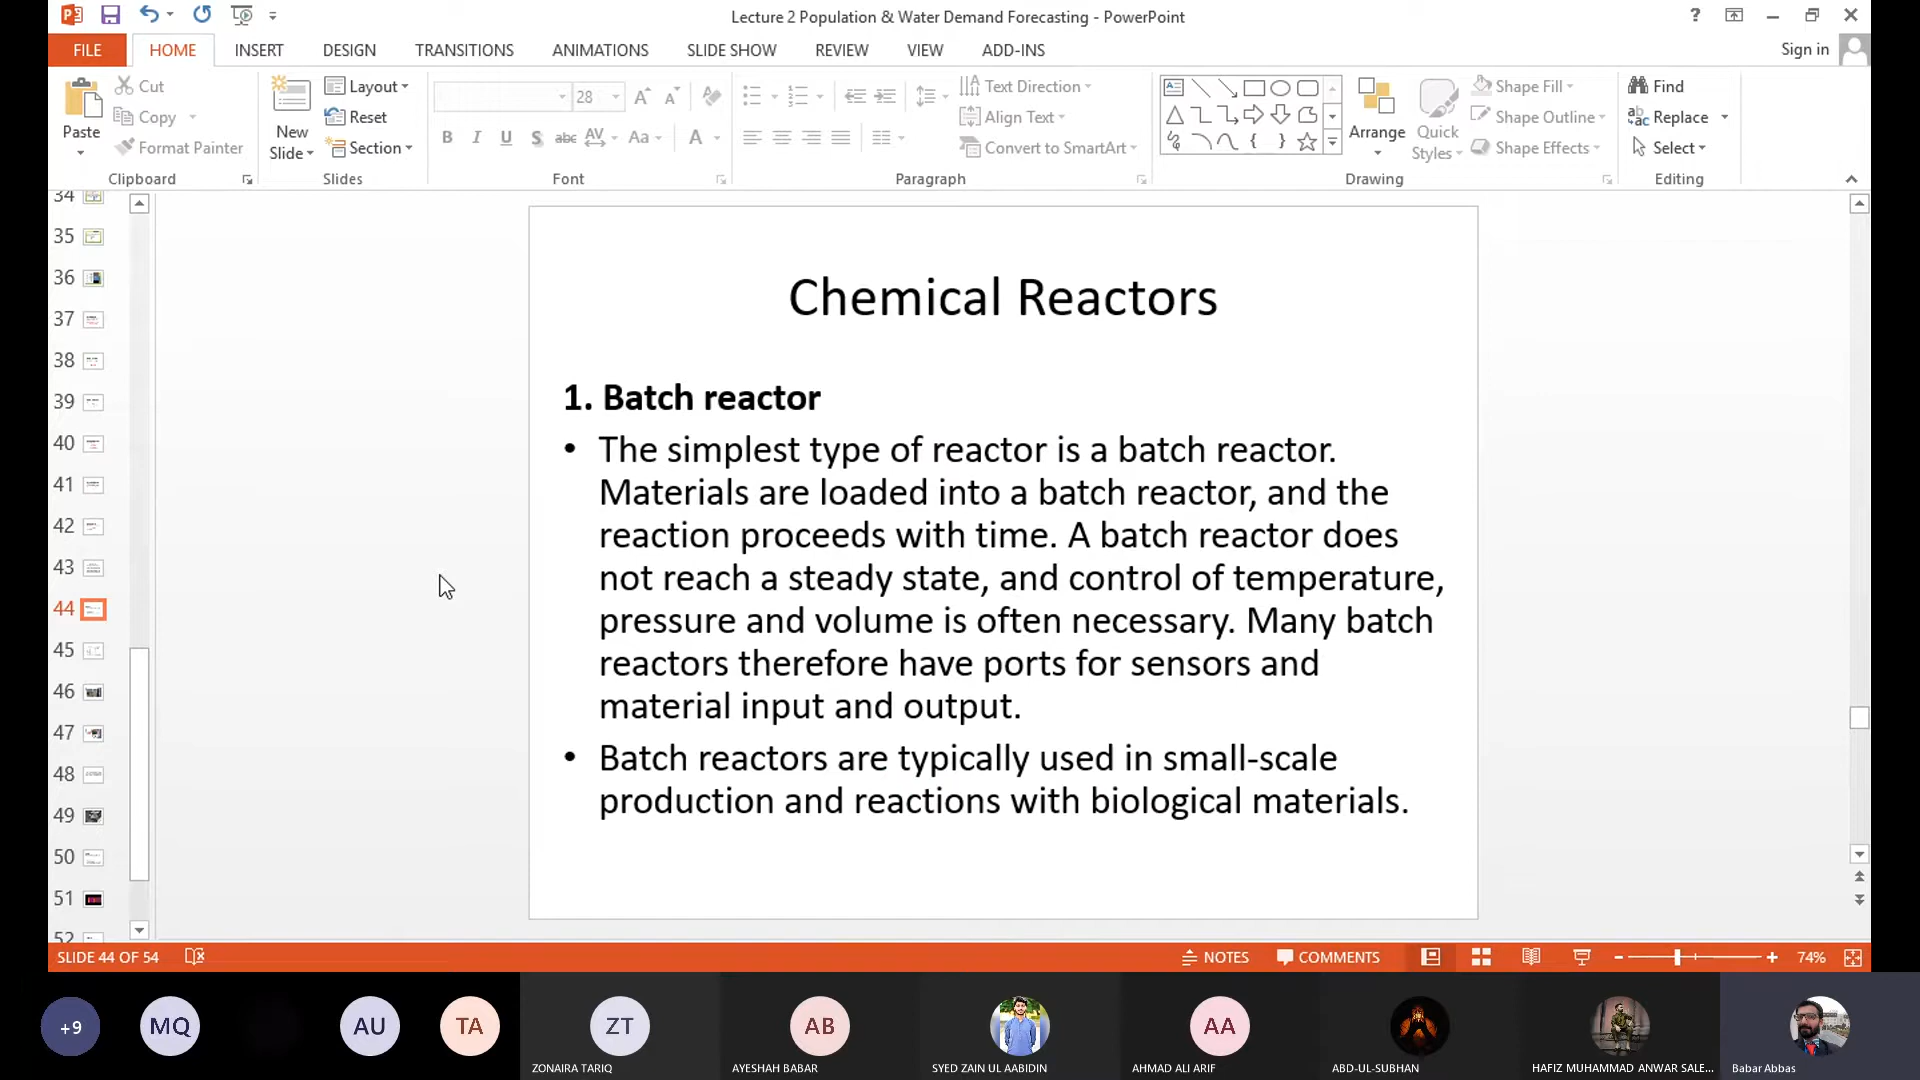 Lecture 2 Population & Water Demand Forecasting - PowerPoint
?
FILE HOME INSERT DESIGN TRANSITIONS ANIMATIONS SLIDE SHOW REVIEW VIEW ADD-INS Sign in
Paste
Cut
Copy
Format Painter
Clipboard
New
Slide
Layout
Reset
Section
Slides
28
B I U S abc AV Aa A
Font
Text Direction
Align Text
Convert to SmartArt
Paragraph
Arrange
Quick
Styles
Shape Fill
Shape Outline
Shape Effects
Drawing
Find
Replace
Select
Editing
34
35
36
37
38
39
40
41
42
43
44
45
46
47
48
49
50
51
52
Chemical Reactors
1. Batch reactor
• The simplest type of reactor is a batch reactor.
Materials are loaded into a batch reactor, and the
reaction proceeds with time. A batch reactor does
not reach a steady state, and control of temperature,
pressure and volume is often necessary. Many batch
reactors therefore have ports for sensors and
material input and output.
• Batch reactors are typically used in small-scale
production and reactions with biological materials.
SLIDE 44 OF 54 NOTES COMMENTS 74%
+9 MQ AU TA ZT AB AA
ZONAIRA TARIQ AYESHAH BABAR SYED ZAIN UL AABIDIN AHMAD ALI ARIF ABD-UL-SUBHAN HAFIZ MUHAMMAD ANWAR SALE... Babar Abbas